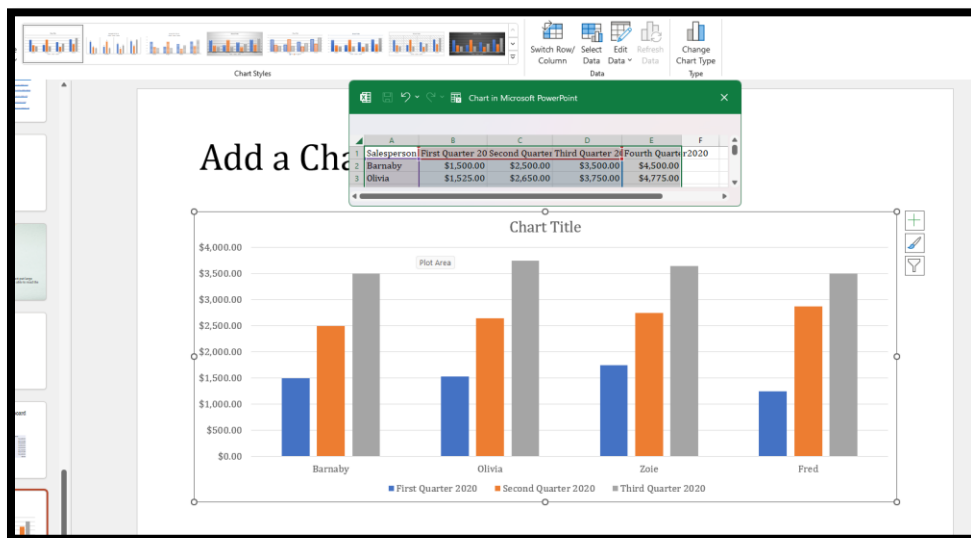 Switch Row/ Select Edit Refresh Change
Column Data Data Data Chart Type
Chart Styles Data Type
Chart in Microsoft PowerPoint
Add a Cha
A B C D E F
1 Salesperson First Quarter 20 Second Quarter Third Quarter 20 Fourth Quarter2020
2 Barnaby $1,500.00 $2,500.00 $3,500.00 $4,500.00
3 Olivia $1,525.00 $2,650.00 $3,750.00 $4,775.00
Chart Title
$4,000.00
Plot Area
$3,500.00
$3,000.00
$2,500.00
$2,000.00
$1,500.00
$1,000.00
$500.00
$0.00
Barnaby Olivia Zoie Fred
First Quarter 2020 Second Quarter 2020 Third Quarter 2020